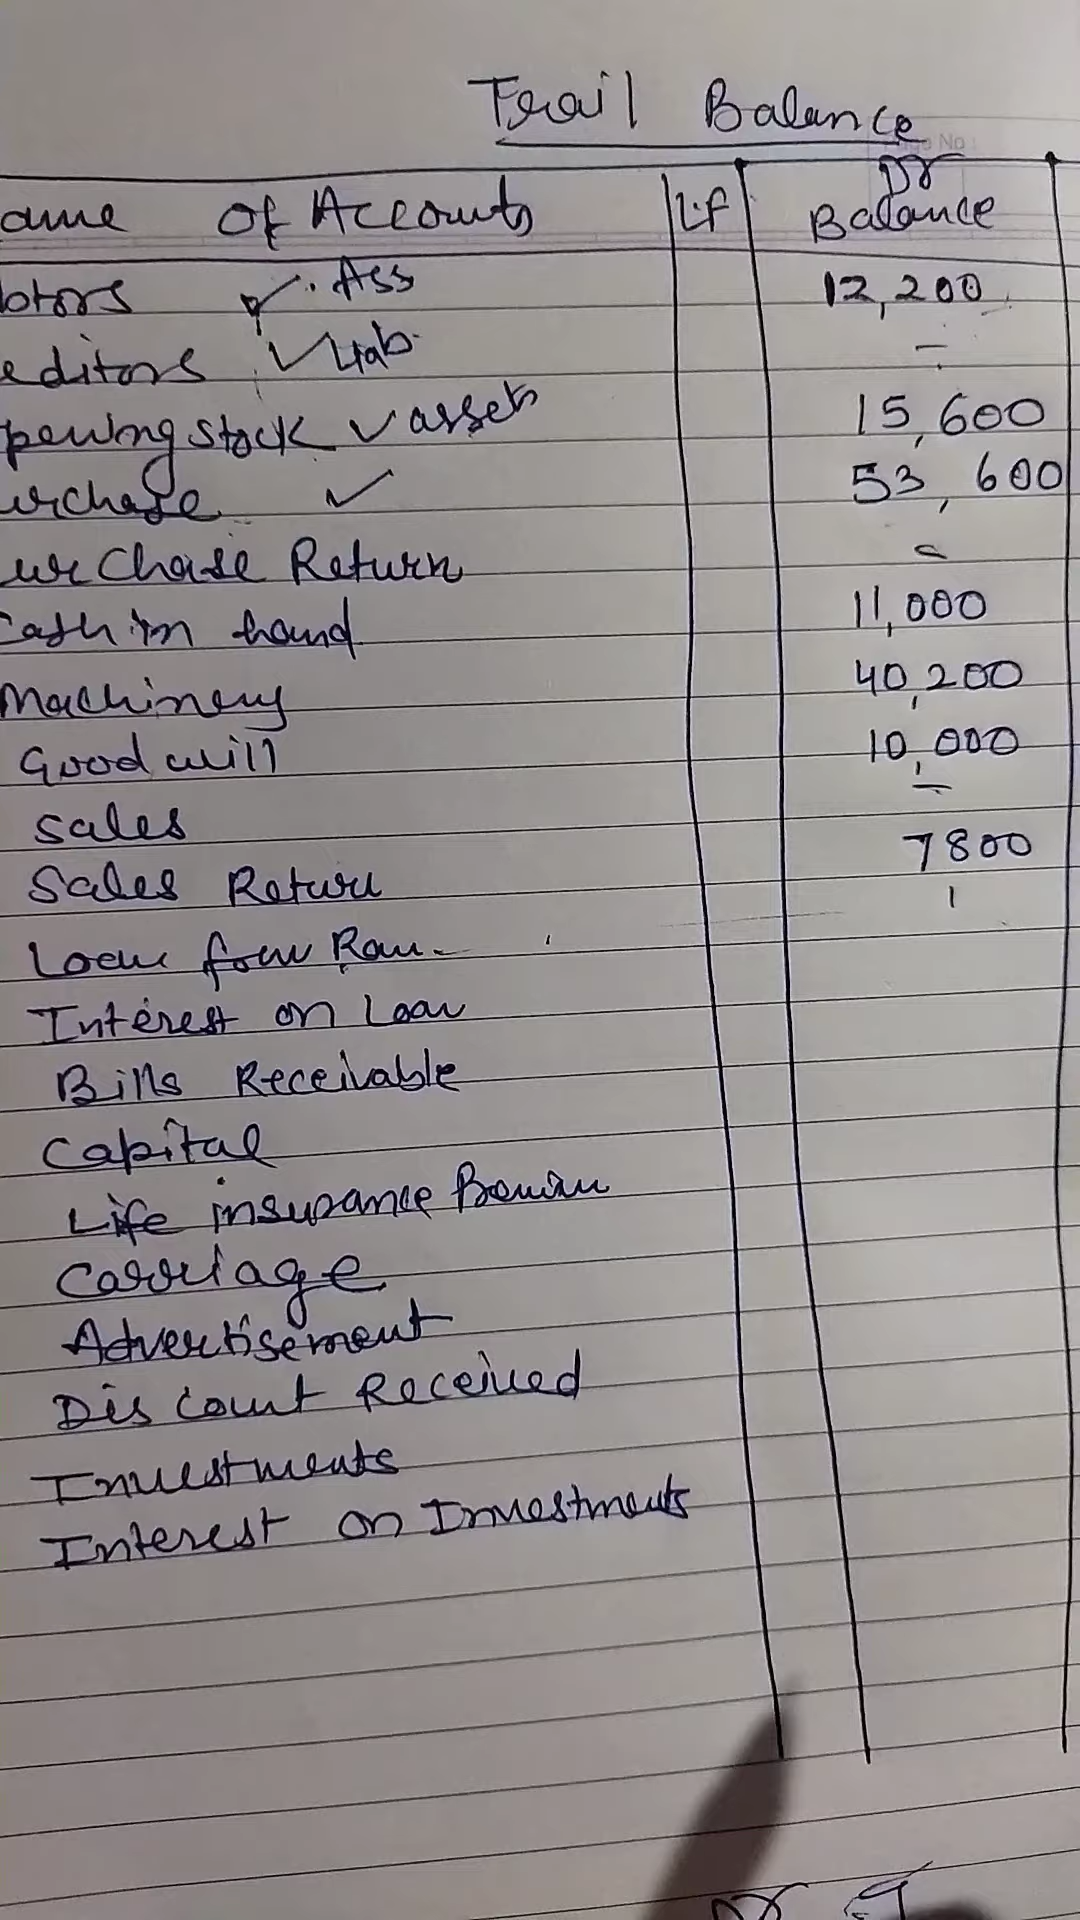 Trail Balance
ame Of Accounts L.F Dr Balance
btors ✓. Ass 12,200
editors ✓ Liab. -
pening stock ✓ assets 15,600
urchase ✓ 53,600
urchase Return -
Cash in hand 11,000
Machinery 40,200
Good will 10,000
Sales -
Sales Return 7800
Loan from Ram.
Interest on Loan
Bills Receivable
Capital
Life insurance
Carriage
Advertisement
Discount Received
Investments
Interest on Investments